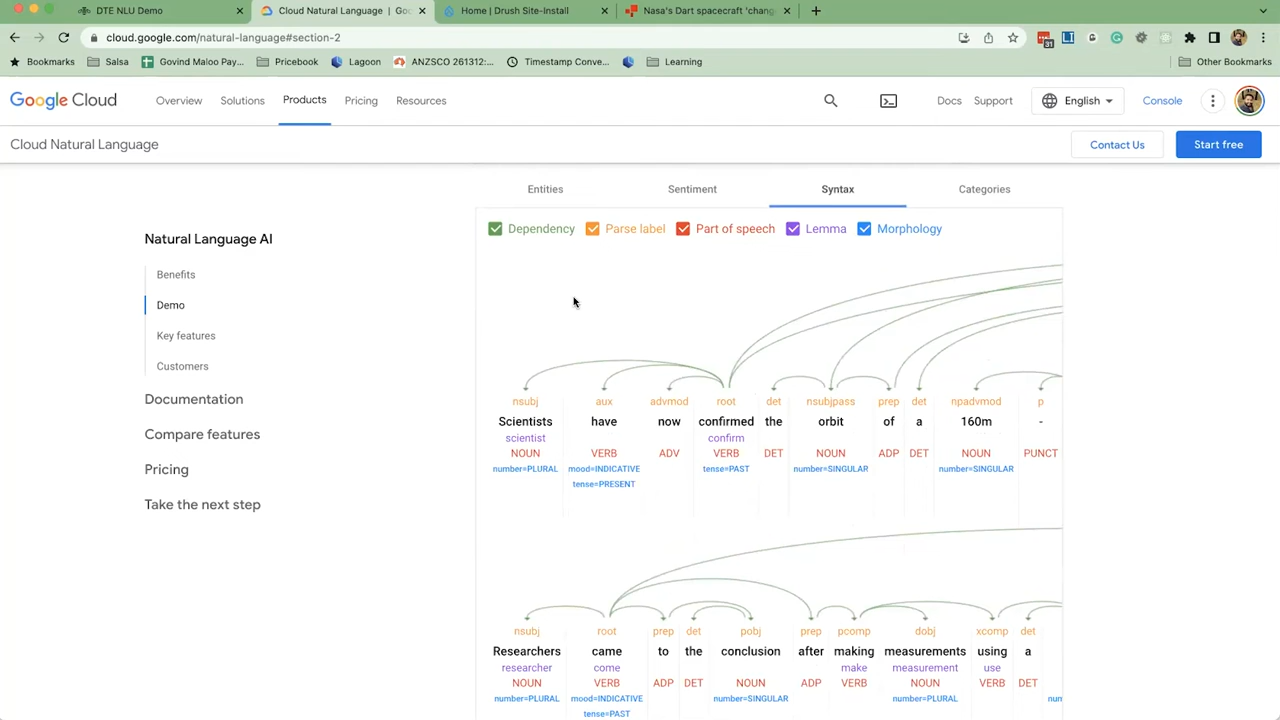 DTE NLU Demo
Cloud Natural Language | Goo
Home | Drush Site-Install
Nasa's Dart spacecraft 'chang
cloud.google.com/natural-language#section-2
31
Bookmarks
Salsa
Govind Maloo Pay...
Pricebook
Lagoon
ANZSCO 261312:...
Timestamp Conve...
Learning
Other Bookmarks
Google Cloud
Overview
Solutions
Products
Pricing
Resources
Docs
Support
English
Console
Cloud Natural Language
Contact Us
Start free
Entities
Sentiment
Syntax
Categories
Natural Language AI
Benefits
Demo
Key features
Customers
Documentation
Compare features
Pricing
Take the next step
Dependency Parse label Part of speech Lemma Morphology
nsubj aux advmod root det nsubjpass prep det npadvmod p
Scientists have now confirmed the orbit of a 160m -
scientist confirm
NOUN VERB ADV VERB DET NOUN ADP DET NOUN PUNCT
number=PLURAL mood=INDICATIVE tense=PAST number=SINGULAR number=SINGULAR
tense=PRESENT
nsubj root prep det pobj prep pcomp dobj xcomp det
Researchers came to the conclusion after making measurements using a
researcher come make measurement use
NOUN VERB ADP DET NOUN ADP VERB NOUN VERB DET
number=PLURAL mood=INDICATIVE number=SINGULAR number=PLURAL num
tense=PAST